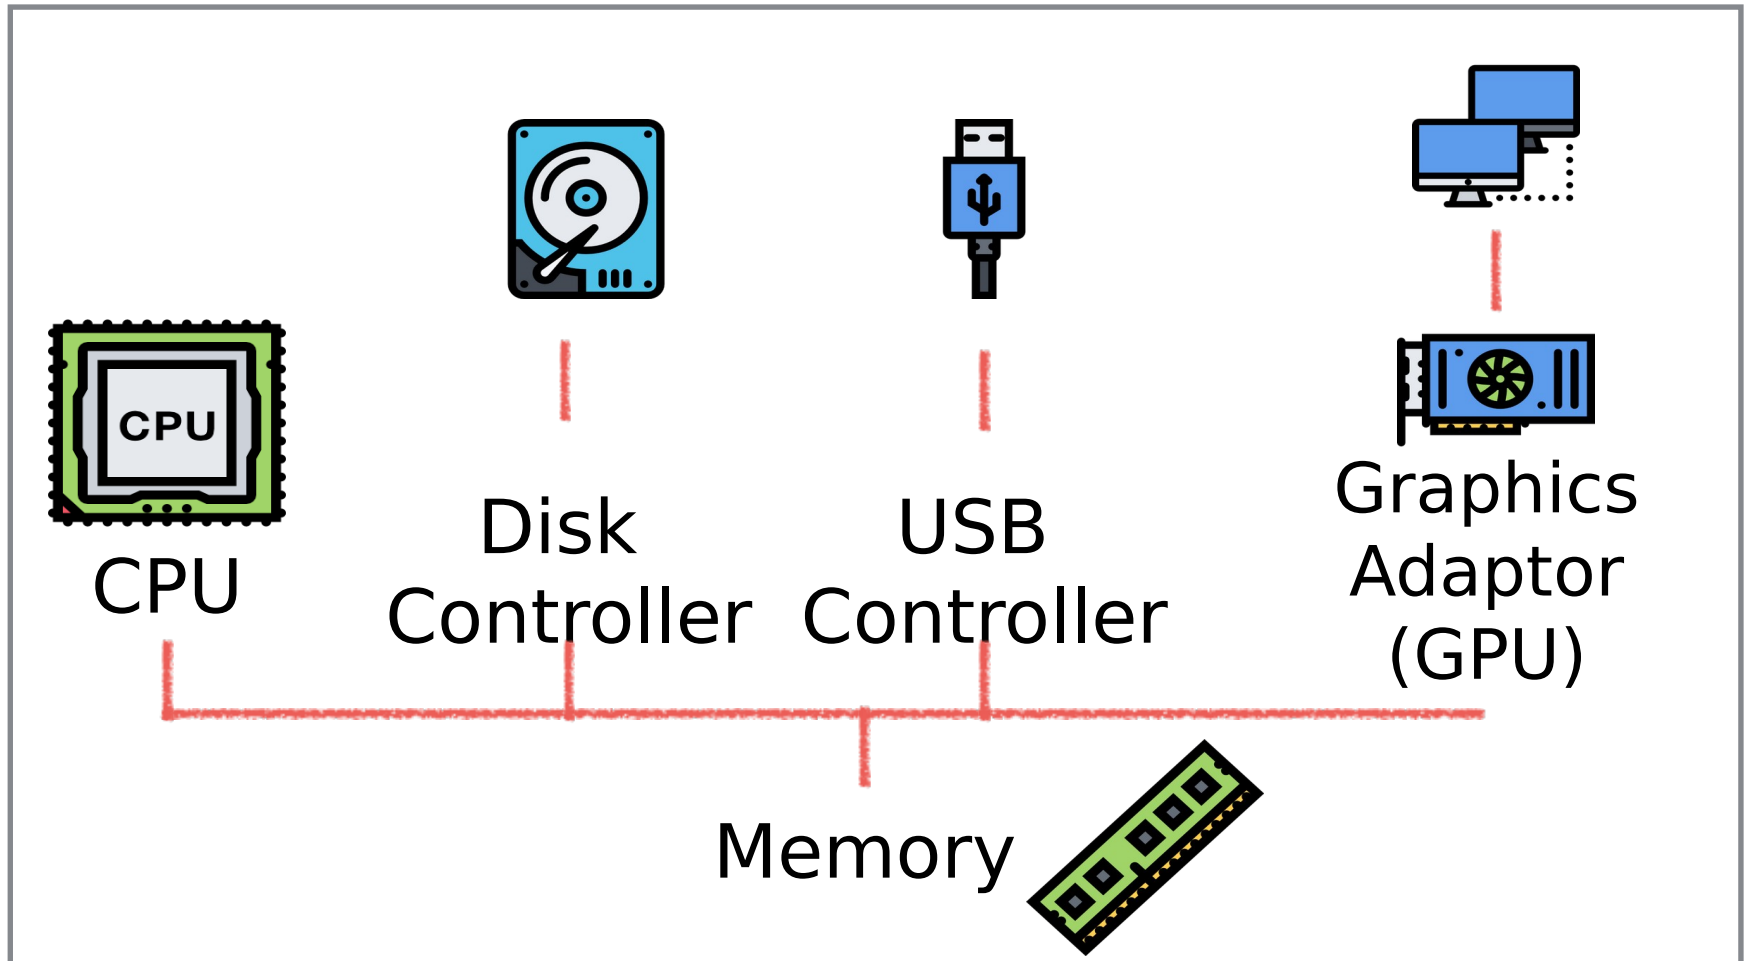 CPU
CPU
Disk
Controller
USB
Controller
Graphics
Adaptor
(GPU)
Memory